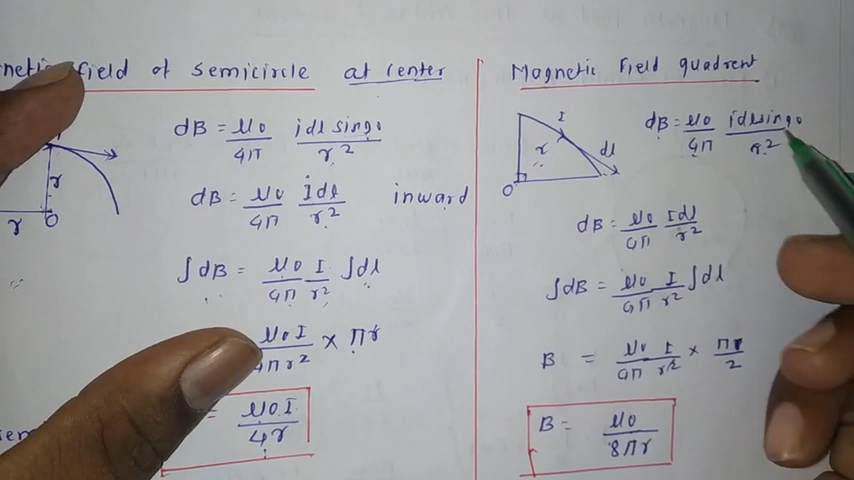 netic field of semicircle at center
r
r
O
dB = μ0/4π idl sin90/r²
dB = μ0/4π Idl/r² inward
∫dB = μ0/4π I/r² ∫dl
μ0I/4πr² × πr
= μ0I/4r
Magnetic field quadrent
I
r
dl
O
dB = μ0/4π idlsin90/r²
dB = μ0/4π Idl/r²
∫dB = μ0/4π I/r² ∫dl
B = μ0/4π I/r² × πr/2
B = μ0/8πr